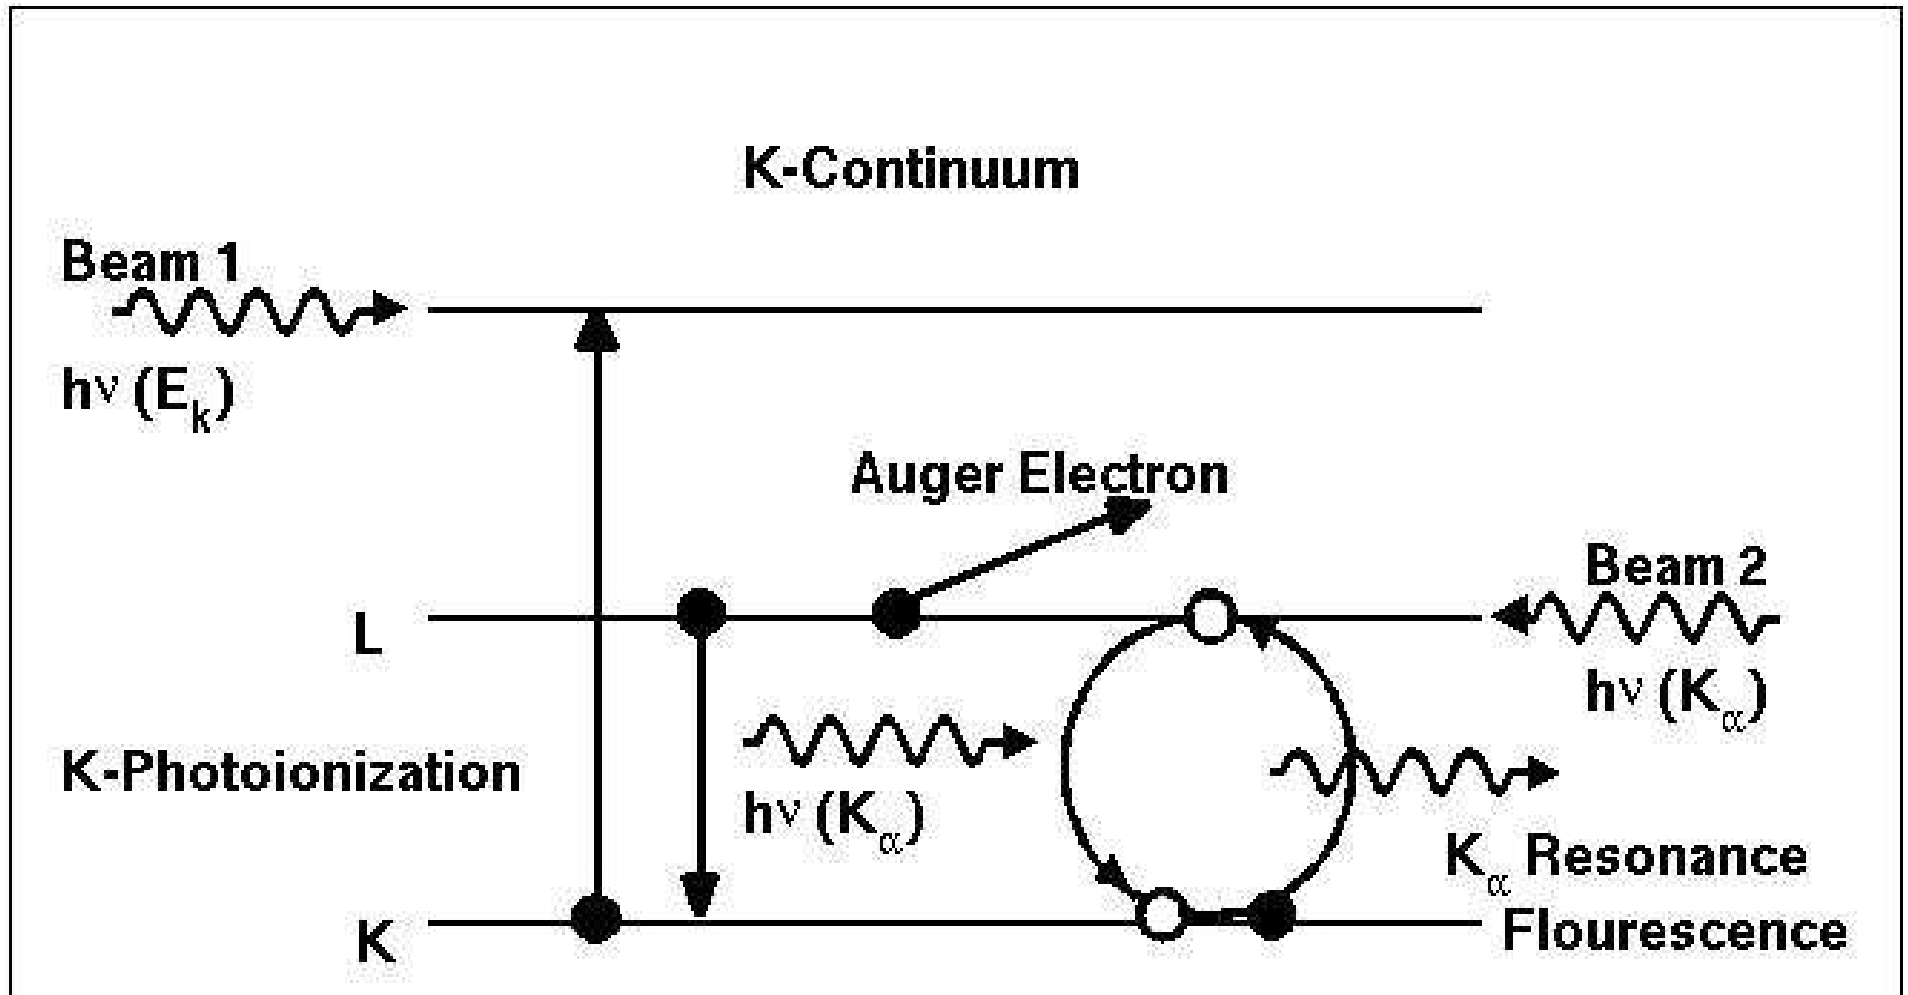 K-Continuum
Beam 1
hν (Ek)
Auger Electron
Beam 2
L
hν (Kα)
K-Photoionization
hν (Kα)
Kα Resonance
K
Flourescence